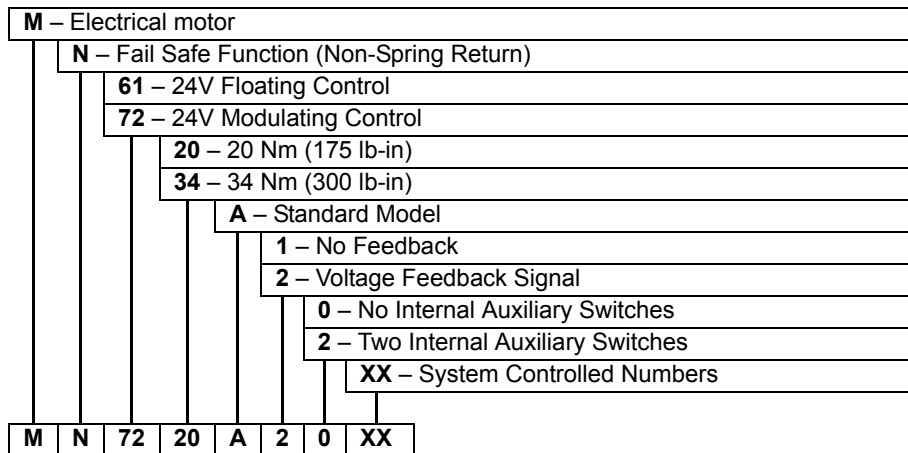 M – Electrical motor
N – Fail Safe Function (Non-Spring Return)
61 – 24V Floating Control
72 – 24V Modulating Control
20 – 20 Nm (175 lb-in)
34 – 34 Nm (300 lb-in)
A – Standard Model
1 – No Feedback
2 – Voltage Feedback Signal
0 – No Internal Auxiliary Switches
2 – Two Internal Auxiliary Switches
XX – System Controlled Numbers
M N 72 20 A 2 0 XX